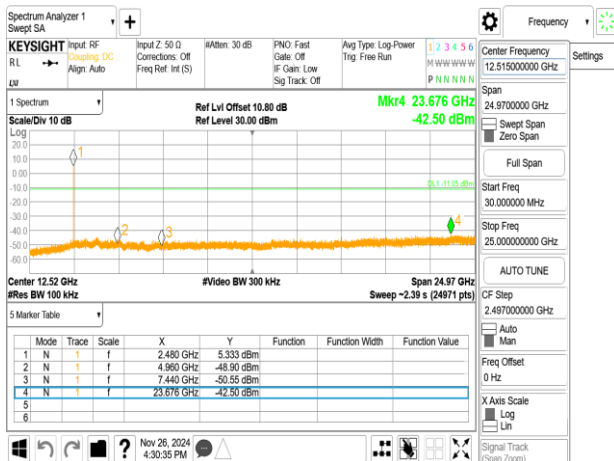 Spectrum Analyzer 1
Swept SA
Frequency
KEYSIGHT
RL
LXI
Input: RF
Coupling: DC
Align: Auto
Input Z: 50 Ω
Corrections: Off
Freq Ref: Int (S)
#Atten: 30 dB
PNO: Fast
Gate: Off
IF Gain: Low
Sig Track: Off
Avg Type: Log-Power
Trig: Free Run
1 2 3 4 5 6
M W W W W W
P N N N N N
Settings
1 Spectrum
Scale/Div 10 dB
Log
Ref Lvl Offset 10.80 dB
Ref Level 30.00 dBm
Mkr4 23.676 GHz
-42.50 dBm
20.0
10.0
0.00
-10.0
-20.0
-30.0
-40.0
-50.0
-60.0
1
2
3
4
DL1 -11.03 dBm
Center 12.52 GHz
#Res BW 100 kHz
#Video BW 300 kHz
Span 24.97 GHz
Sweep ~2.39 s (24971 pts)
5 Marker Table
Mode Trace Scale X Y Function Function Width Function Value
1 N 1 f 2.480 GHz 5.333 dBm
2 N 1 f 4.960 GHz -48.90 dBm
3 N 1 f 7.440 GHz -50.55 dBm
4 N 1 f 23.676 GHz -42.50 dBm
5
6
Nov 26, 2024
4:30:35 PM
Center Frequency
12.515000000 GHz
Span
24.9700000 GHz
Swept Span
Zero Span
Full Span
Start Freq
30.000000 MHz
Stop Freq
25.000000000 GHz
AUTO TUNE
CF Step
2.497000000 GHz
Auto
Man
Freq Offset
0 Hz
X Axis Scale
Log
Lin
Signal Track
(Span Zoom)